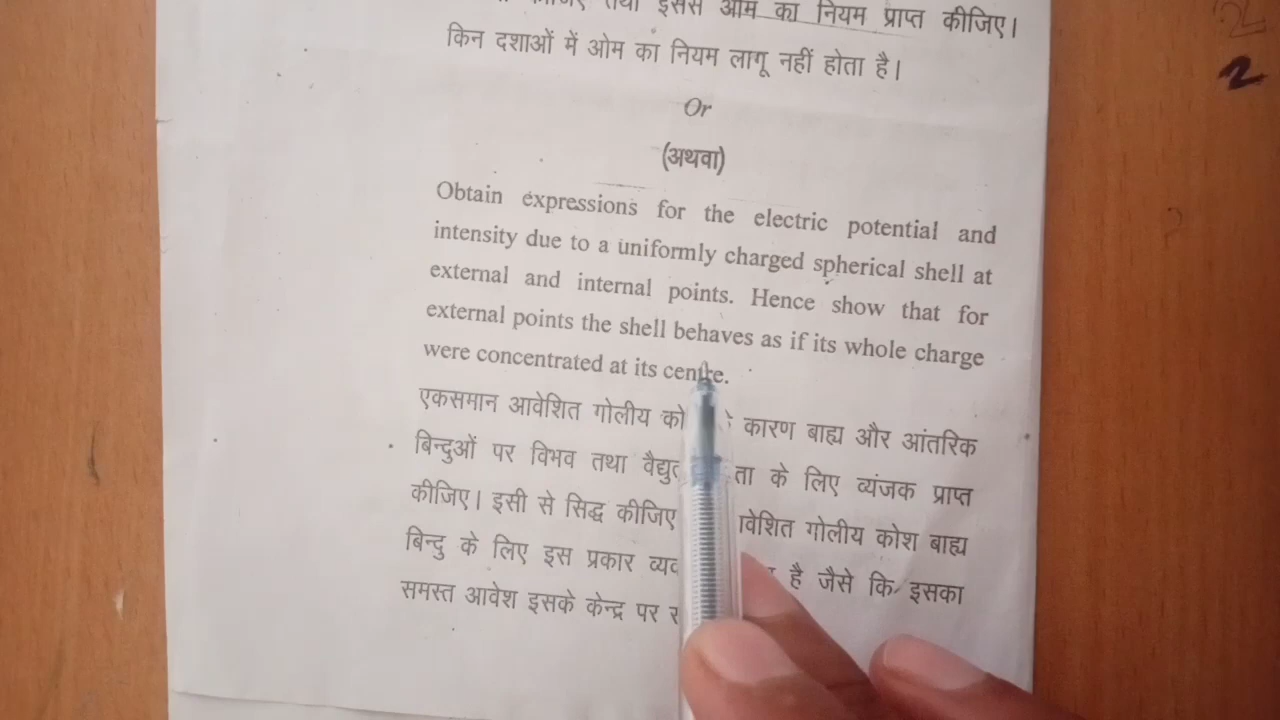 तथा इससे ओम का नियम प्राप्त कीजिए।
किन दशाओं में ओम का नियम लागू नहीं होता है।
Or
(अथवा)
Obtain expressions for the electric potential and
intensity due to a uniformly charged spherical shell at
external and internal points. Hence show that for
external points the shell behaves as if its whole charge
were concentrated at its centre.
एकसमान आवेशित गोलीय कारण बाह्य और आंतरिक
बिन्दुओं पर विभव तथा के लिए व्यंजक प्राप्त
कीजिए। इसी से सिद्ध कीजिए गोलीय कोश बाह्य
बिन्दु के लिए इस प्रकार है जैसे कि इसका
समस्त आवेश इसके केन्द्र पर
2